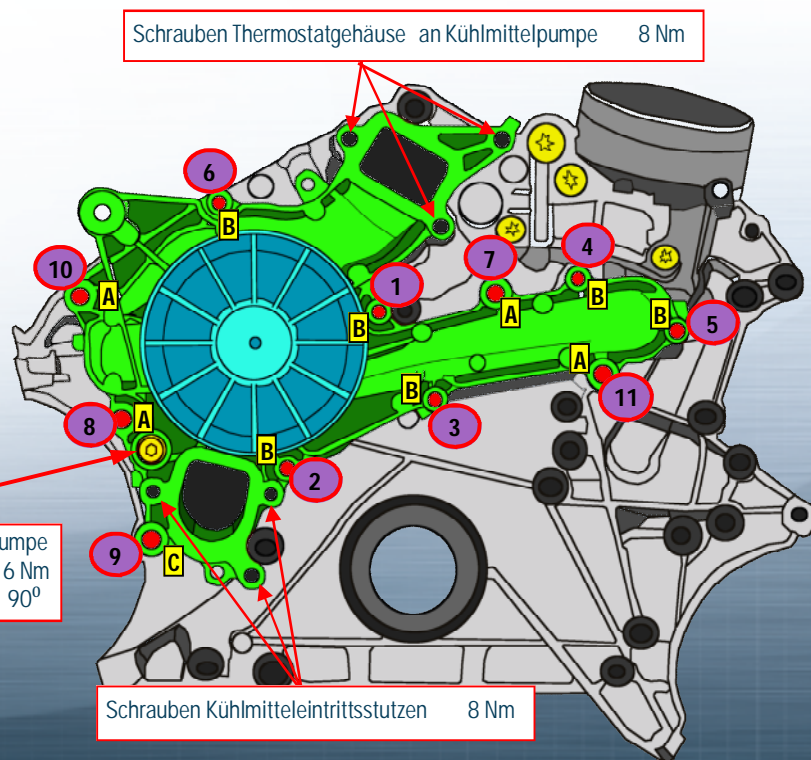 Schrauben Thermostatgehäuse an Kühlmittelpumpe 8 Nm
6
B
10
A
1
7
4
B
A
B
B
5
A
B
11
8
A
3
B
2
umpe
6 Nm
90⁰
9
C
Schrauben Kühlmitteleintrittsstutzen 8 Nm